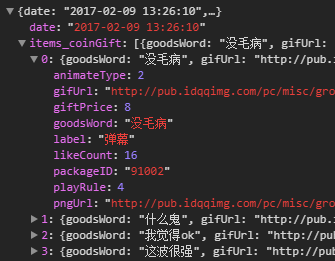 ▼{date: "2017-02-09 13:26:10",…}
date: "2017-02-09 13:26:10"
▼items_coinGift: [{goodsWord: "没毛病", gifUrl:
▼0: {goodsWord: "没毛病", gifUrl: "http://pub.
animateType: 2
gifUrl: "http://pub.idqqimg.com/pc/misc/gro
giftPrice: 8
goodsWord: "没毛病"
label: "弹幕"
likeCount: 16
packageID: "91002"
playRule: 4
pngUrl: "http://pub.idqqimg.com/pc/misc/gro
▶1: {goodsWord: "什么鬼", gifUrl: "http://pub.
▶2: {goodsWord: "我觉得ok", gifUrl: "http://pu
▶3: {goodsWord: "这波很强", gifUrl: "http://pu